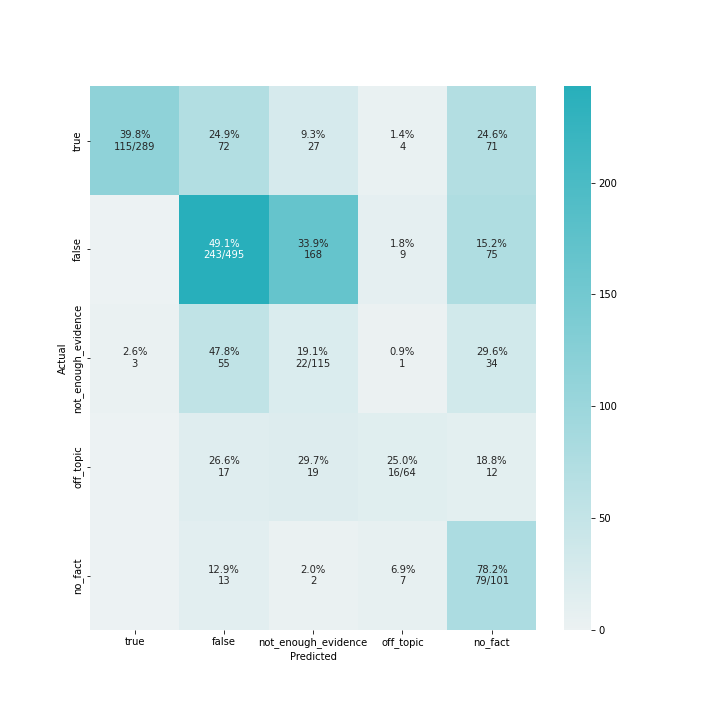 39.8% 24.9% 9.3% 1.4% 24.6%
115/289 72 27 4 71
true
49.1% 33.9% 1.8% 15.2%
243/495 168 9 75
false
2.6% 47.8% 19.1% 0.9% 29.6%
3 55 22/115 1 34
not_enough_evidence
Actual
26.6% 29.7% 25.0% 18.8%
17 19 16/64 12
off_topic
12.9% 2.0% 6.9% 78.2%
13 2 7 79/101
no_fact
true false not_enough_evidence off_topic no_fact
Predicted
200
150
100
50
0